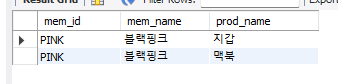 Result Grid Filter Rows: Export
mem_id mem_name prod_name
PINK 블랙핑크 지갑
PINK 블랙핑크 맥북